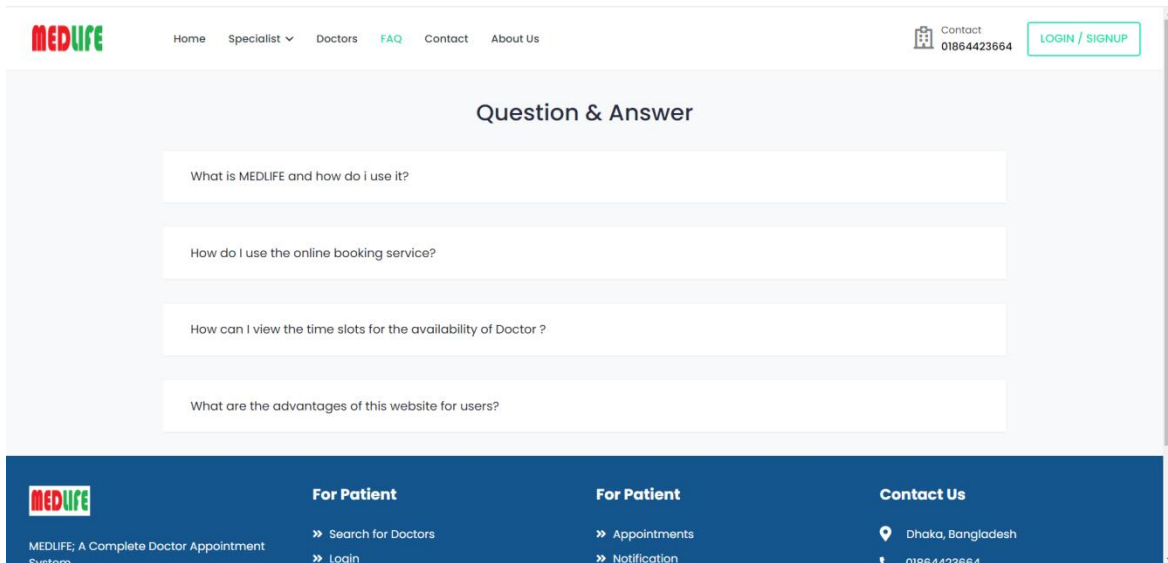 MEDLIFE
Home Specialist Doctors FAQ Contact About Us
Contact
01864423664
LOGIN / SIGNUP
Question & Answer
What is MEDLIFE and how do i use it?
How do I use the online booking service?
How can I view the time slots for the availability of Doctor ?
What are the advantages of this website for users?
MEDLIFE
MEDLIFE; A Complete Doctor Appointment
System
For Patient
Search for Doctors
Login
For Patient
Appointments
Notification
Contact Us
Dhaka, Bangladesh
01864423664